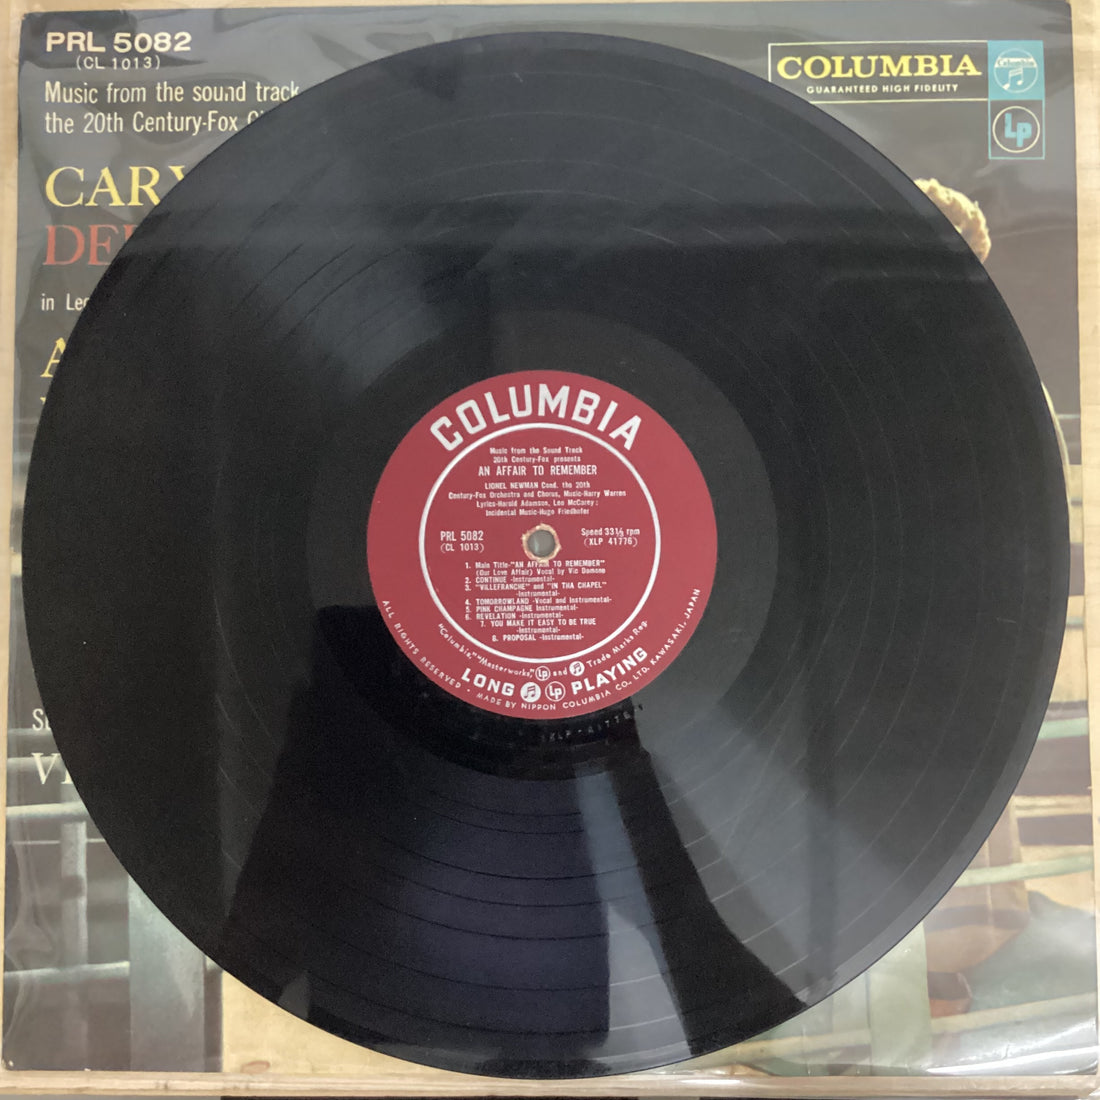 PRL 5082
(CL 1013)
Music from the sound track
the 20th Century-Fox
COLUMBIA
GUARANTEED HIGH FIDELITY
Columbia
Lp
CARY
in
COLUMBIA
Music from the Sound Track
20th Century-Fox presents
AN AFFAIR TO REMEMBER
LIONEL NEWMAN Cond. the 20th
Century-Fox Orchestra and Chorus, Music-Harry Warren
Lyrics-Harold Adamson, Leo McCarey :
Incidental Music-Hugo Friedhofer
PRL 5082
(CL 1013)
Speed 33⅓ rpm
(XLP 41776)
1. Main Title-"AN AFFAIR TO REMEMBER"
(Our Love Affair) Vocal by Vic Damone
2. CONTINUE -Instrumental-
3. "VILLEFRANCHE" and "IN THA CHAPEL"
-Instrumental-
4. TOMORROWLAND -Vocal and Instrumental-
5. PINK CHAMPAGNE Instrumental-
6. REVELATION -Instrumental-
7. YOU MAKE IT EASY TO BE TRUE
-Instrumental-
8. PROPOSAL -Instrumental-
"Columbia," "Masterworks," Lp and Trade Marks Reg.
LONG Lp PLAYING
ALL RIGHTS RESERVED · MADE BY NIPPON COLUMBIA CO., LTD. KAWASAKI, JAPAN